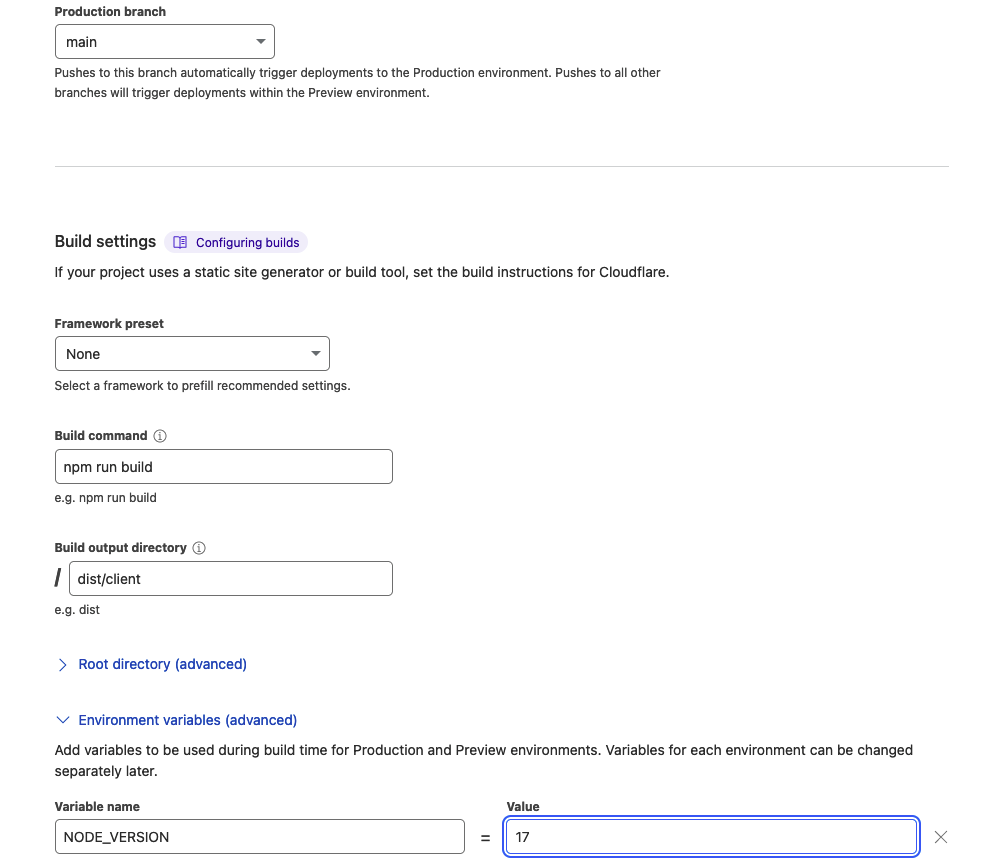 Production branch
main
Pushes to this branch automatically trigger deployments to the Production environment. Pushes to all other
branches will trigger deployments within the Preview environment.
Build settings Configuring builds
If your project uses a static site generator or build tool, set the build instructions for Cloudflare.
Framework preset
None
Select a framework to prefill recommended settings.
Build command
npm run build
e.g. npm run build
Build output directory
/ dist/client
e.g. dist
Root directory (advanced)
Environment variables (advanced)
Add variables to be used during build time for Production and Preview environments. Variables for each environment can be changed
separately later.
Variable name Value
NODE_VERSION = 17